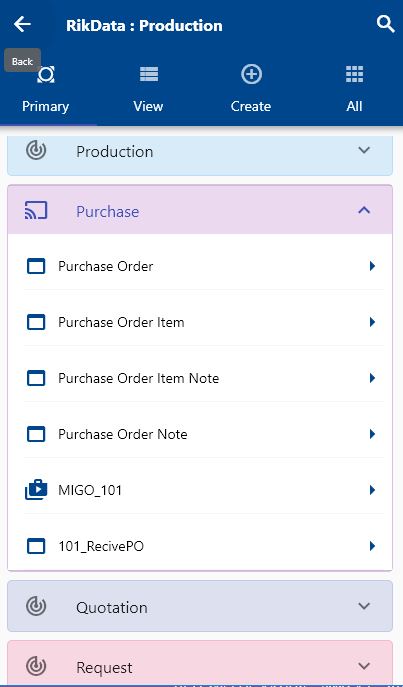 RikData : Production
Back
Primary
View
Create
All
Production
Purchase
Purchase Order
Purchase Order Item
Purchase Order Item Note
Purchase Order Note
MIGO_101
101_RecivePO
Quotation
Request